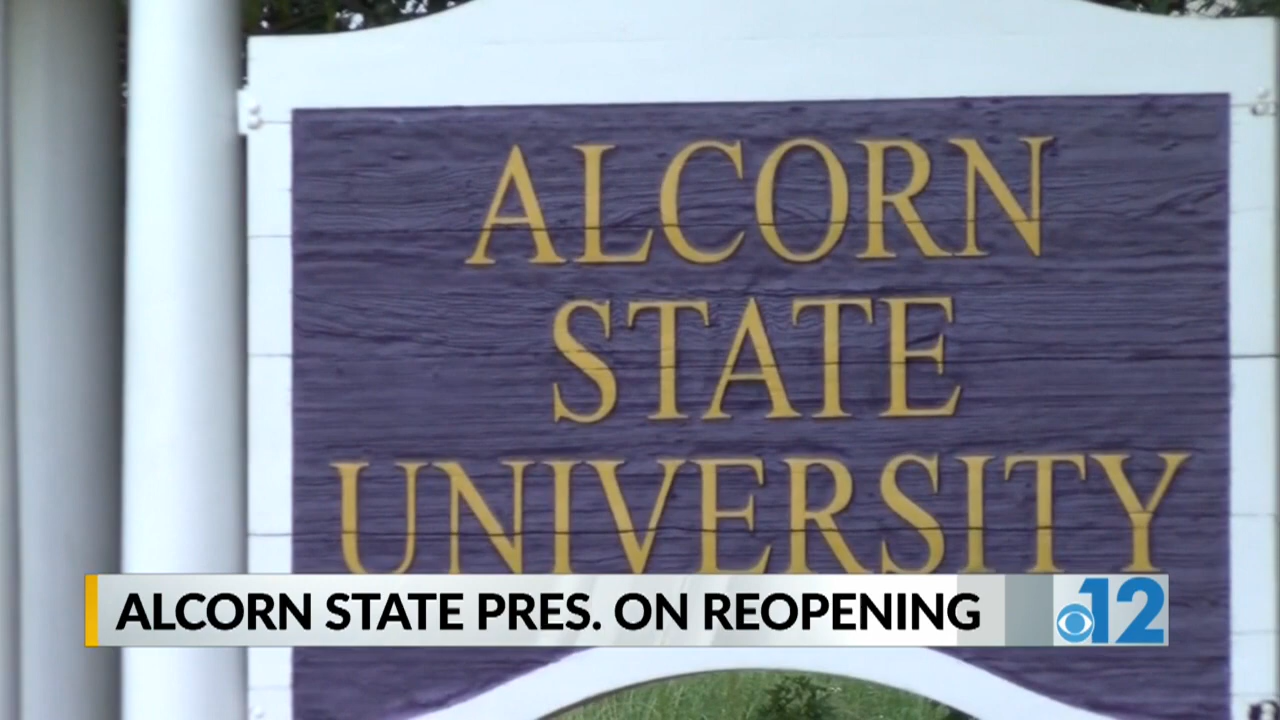 ALCORN
STATE
UNIVERSITY
ALCORN STATE PRES. ON REOPENING
12